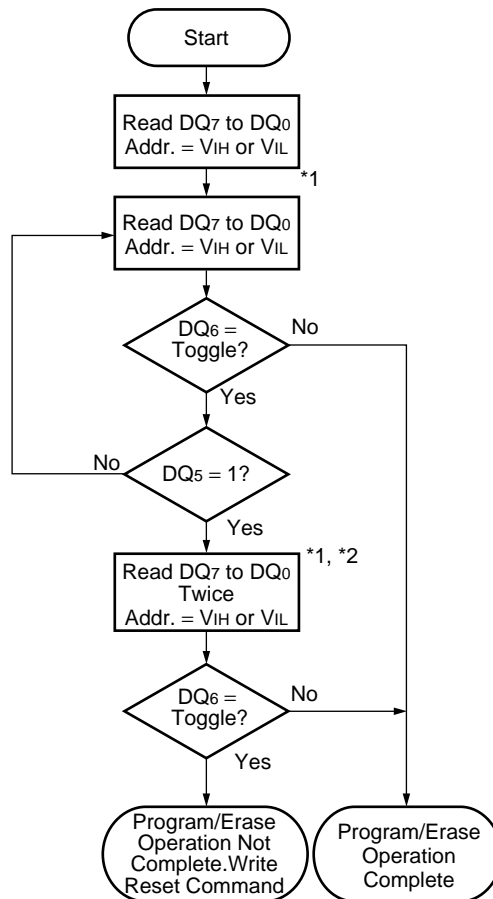 Start
Read DQ7 to DQ0
Addr. = VIH or VIL
*1
Read DQ7 to DQ0
Addr. = VIH or VIL
DQ6 =
Toggle?
No
Yes
DQ5 = 1?
No
Yes
*1, *2
Read DQ7 to DQ0
Twice
Addr. = VIH or VIL
DQ6 =
Toggle?
No
Yes
Program/Erase
Operation Not
Complete.Write
Reset Command
Program/Erase
Operation
Complete